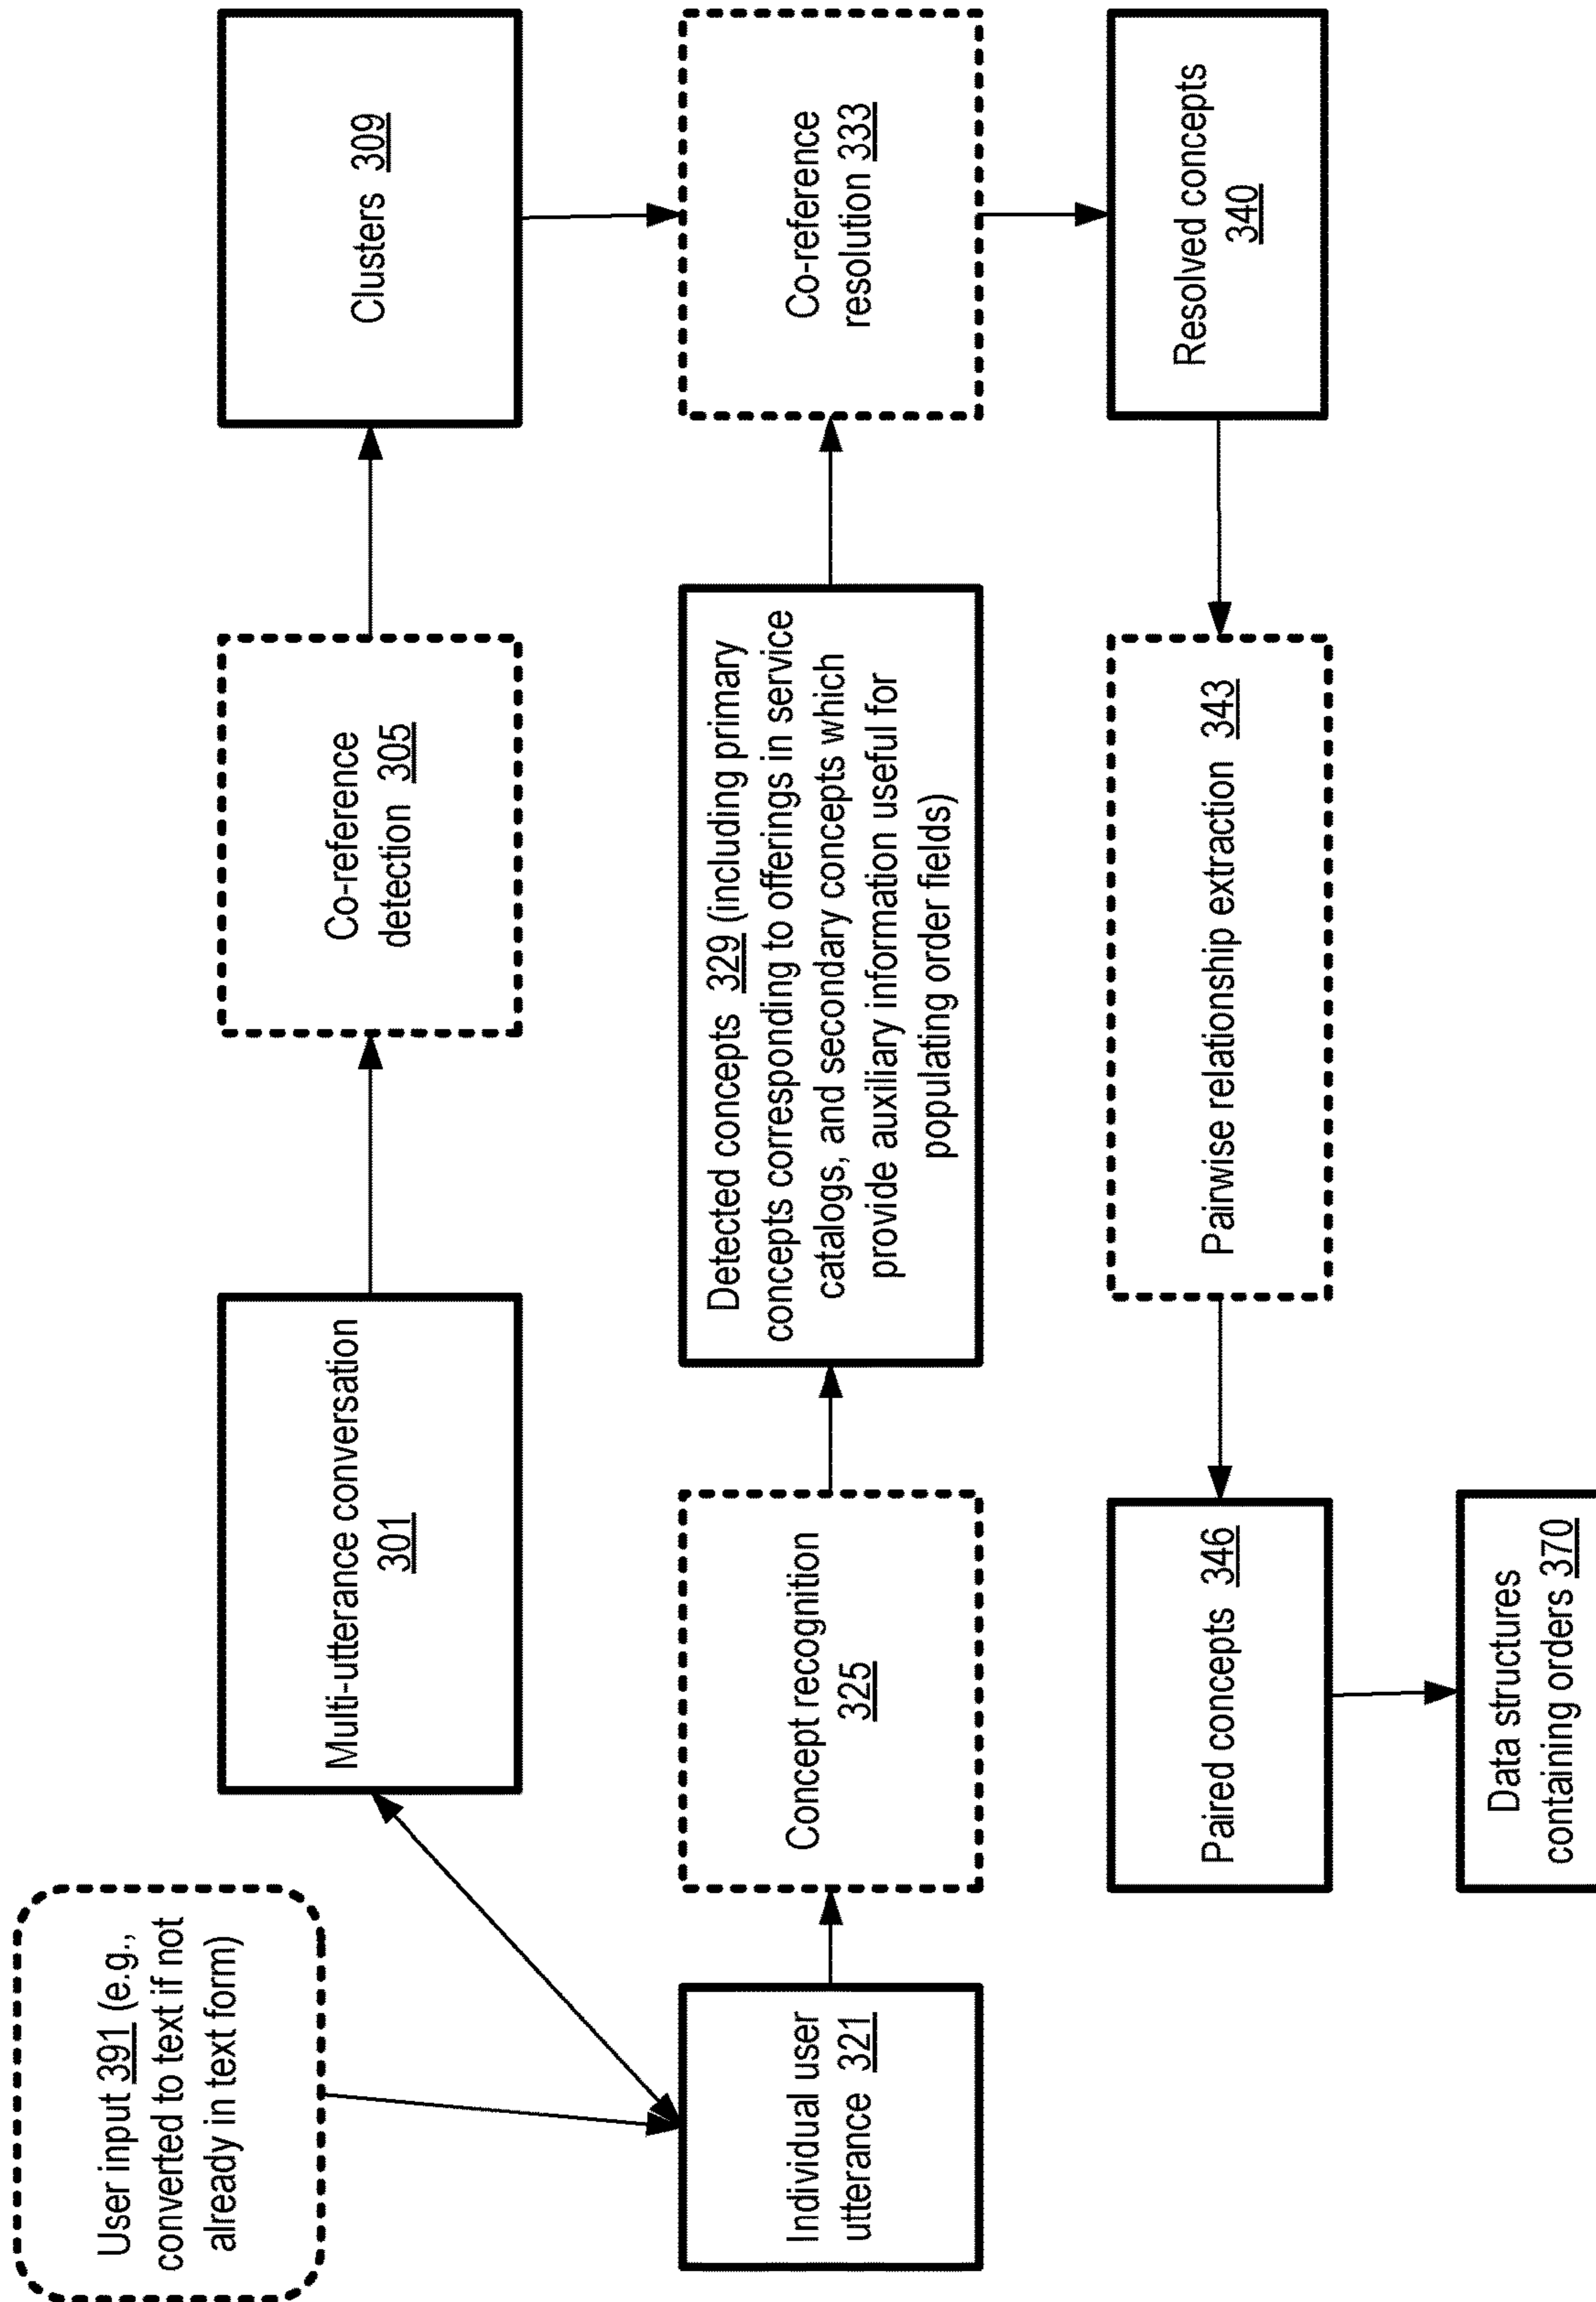 User input 391 (e.g.,
converted to text if not
already in text form)
Multi-utterance conversation
301
Co-reference
detection 305
Clusters 309
Individual user
utterance 321
Concept recognition
325
Detected concepts 329 (including primary
concepts corresponding to offerings in service
catalogs, and secondary concepts which
provide auxiliary information useful for
populating order fields)
Co-reference
resolution 333
Resolved concepts
340
Pairwise relationship extraction 343
Paired concepts 346
Data structures
containing orders 370